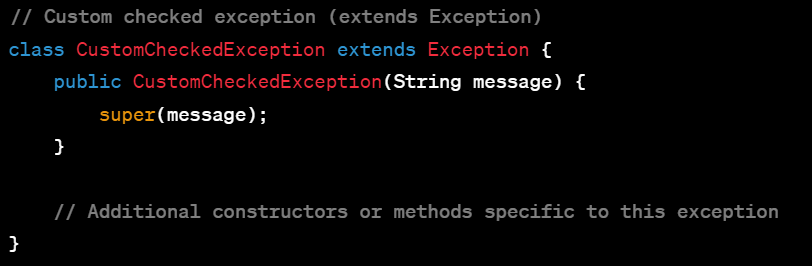 // Custom checked exception (extends Exception)
class CustomCheckedException extends Exception {
    public CustomCheckedException(String message) {
        super(message);
    }

    // Additional constructors or methods specific to this exception
}